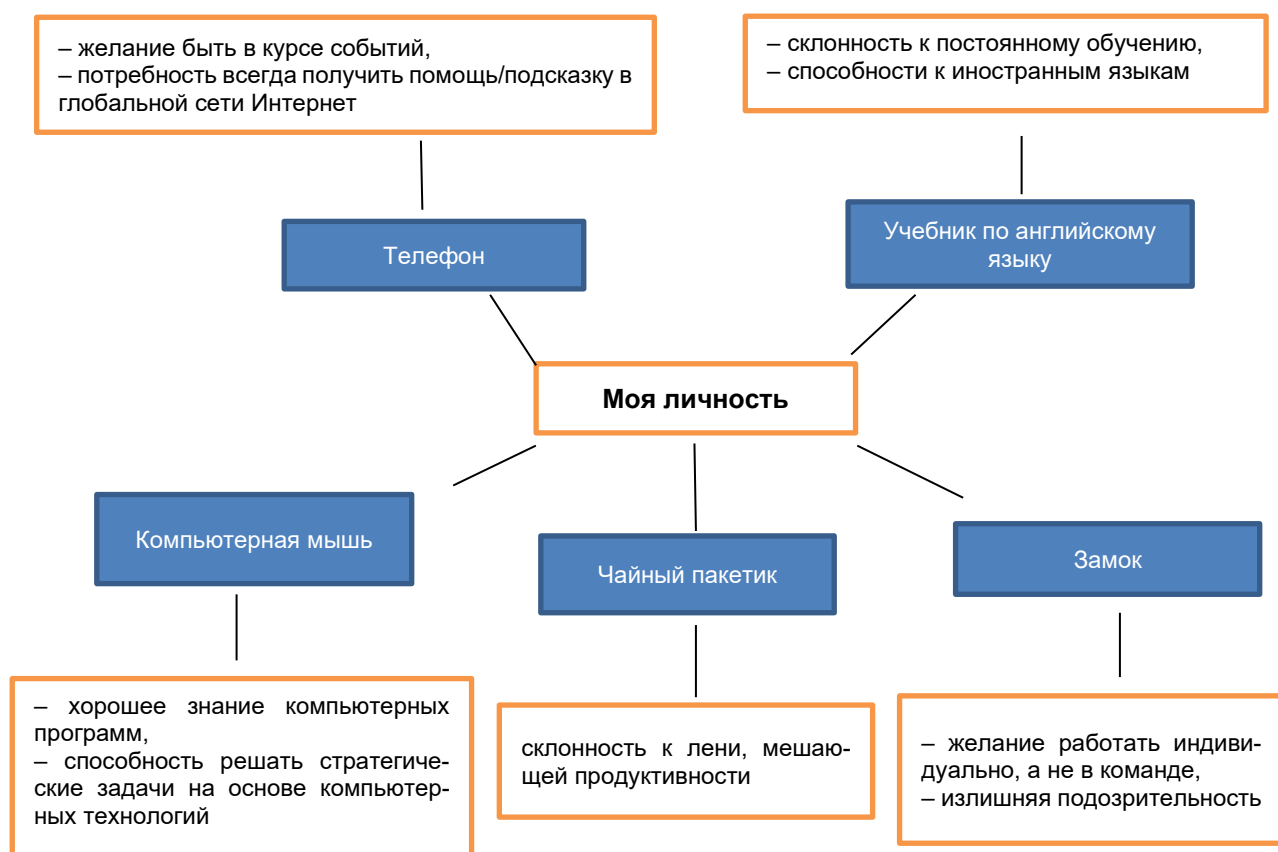 – желание быть в курсе событий,
– потребность всегда получить помощь/подсказку в
глобальной сети Интернет
– склонность к постоянному обучению,
– способности к иностранным языкам
Телефон
Учебник по английскому
языку
Моя личность
Компьютерная мышь
Чайный пакетик
Замок
– хорошее знание компьютерных
программ,
– способность решать стратегиче-
ские задачи на основе компьютер-
ных технологий
склонность к лени, мешаю-
щей продуктивности
– желание работать индиви-
дуально, а не в команде,
– излишняя подозрительность